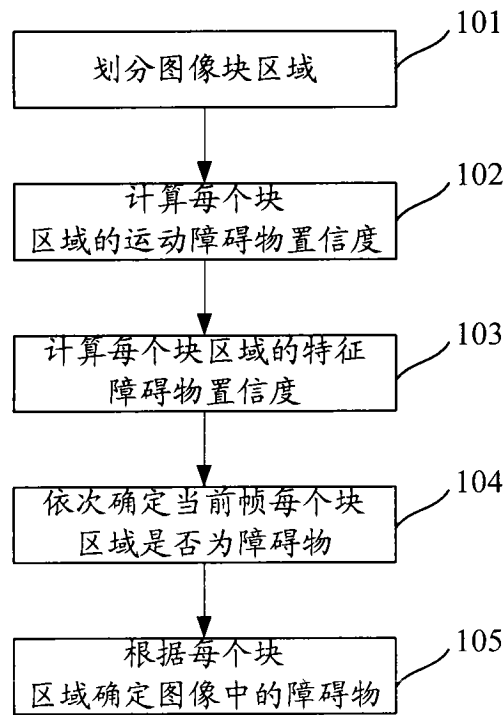 101
划分图像块区域
102
计算每个块
区域的运动障碍物置信度
103
计算每个块区域的特征
障碍物置信度
104
依次确定当前帧每个块
区域是否为障碍物
105
根据每个块
区域确定图像中的障碍物